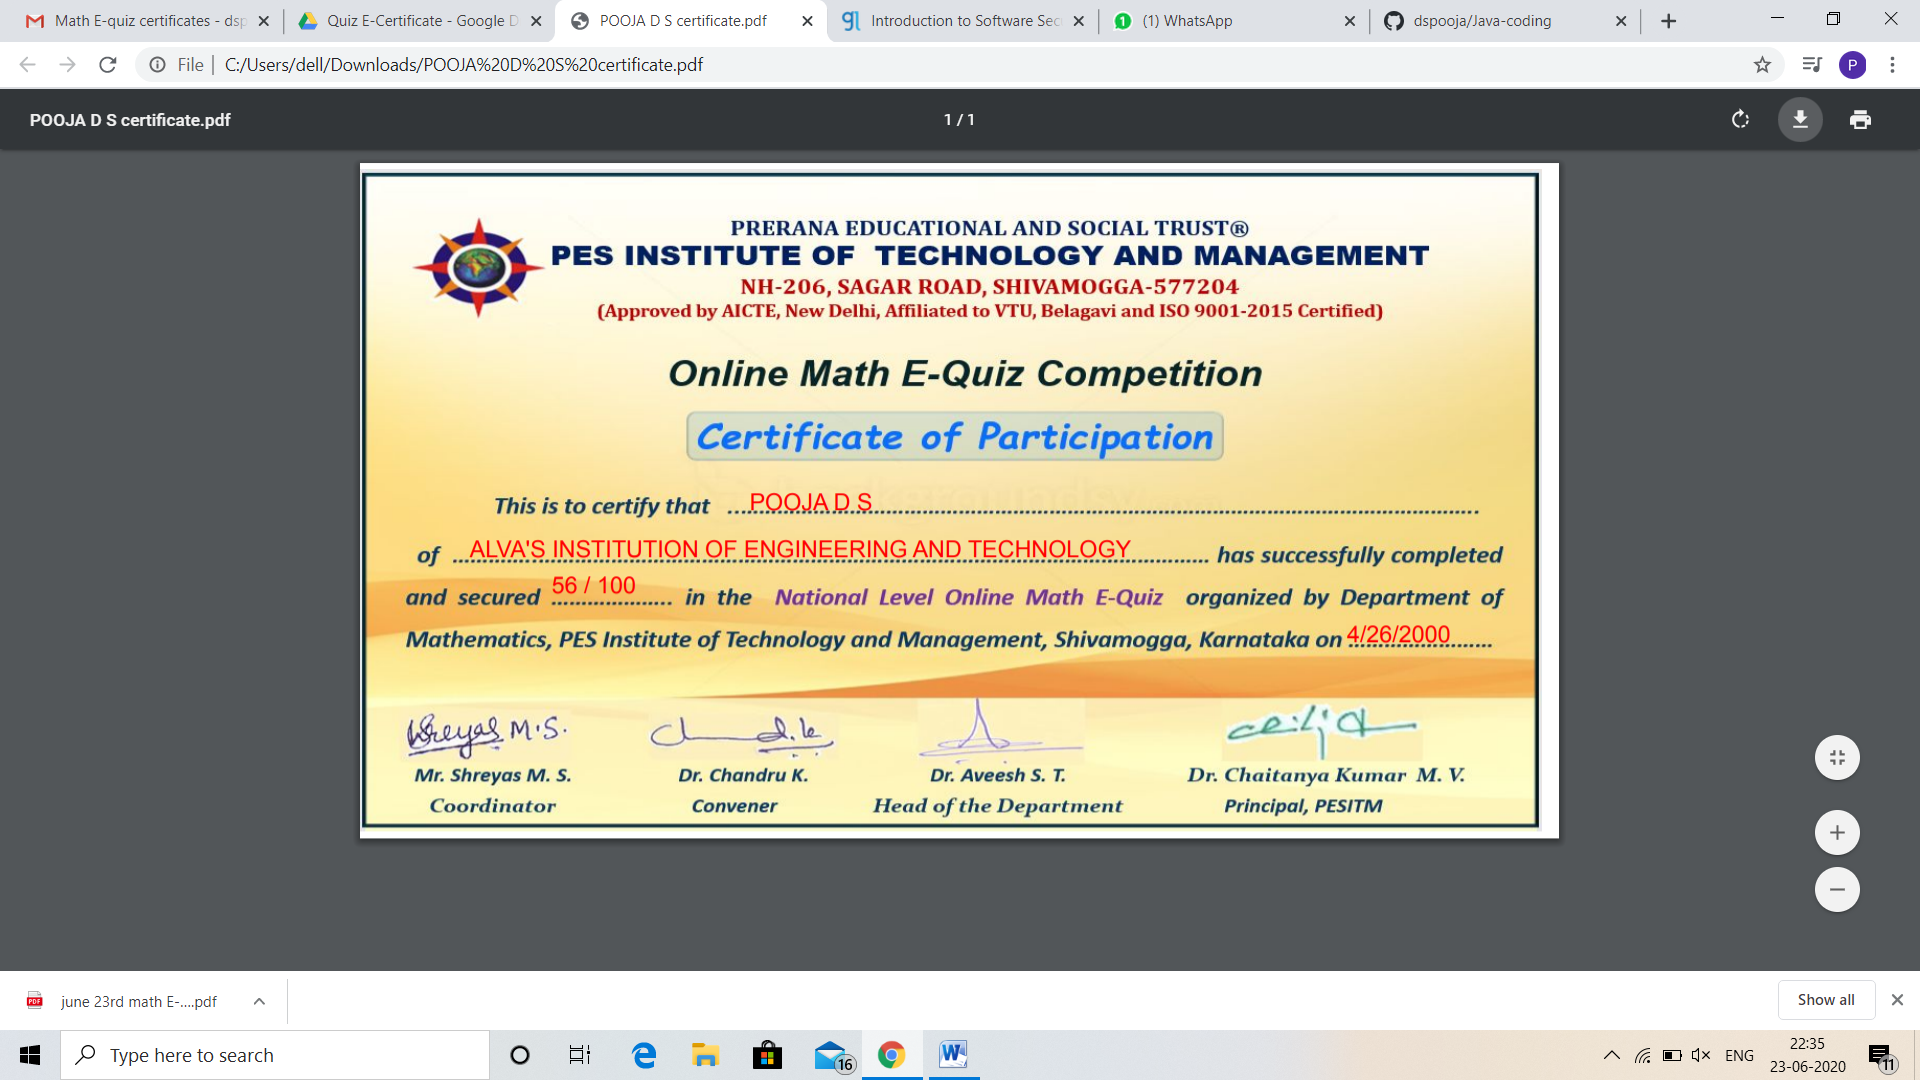 Math E-quiz certificates - dsp
Quiz E-Certificate - Google D
POOJA D S certificate.pdf
Introduction to Software Sec
(1) WhatsApp
dspooja/Java-coding
File
C:/Users/dell/Downloads/POOJA%20D%20S%20certificate.pdf
P
POOJA D S certificate.pdf
1 / 1
PRERANA EDUCATIONAL AND SOCIAL TRUST®
PES INSTITUTE OF TECHNOLOGY AND MANAGEMENT
NH-206, SAGAR ROAD, SHIVAMOGGA-577204
(Approved by AICTE, New Delhi, Affiliated to VTU, Belagavi and ISO 9001-2015 Certified)
Online Math E-Quiz Competition
Certificate of Participation
This is to certify that POOJA D S
of ALVA'S INSTITUTION OF ENGINEERING AND TECHNOLOGY has successfully completed
and secured 56 / 100 in the National Level Online Math E-Quiz organized by Department of
Mathematics, PES Institute of Technology and Management, Shivamogga, Karnataka on 4/26/2000
Shreyas M.S.
Mr. Shreyas M. S. Dr. Chandru K. Dr. Aveesh S. T. Dr. Chaitanya Kumar M. V.
Coordinator Convener Head of the Department Principal, PESITM
june 23rd math E-....pdf
Show all
Type here to search
16
ENG
22:35
23-06-2020
11